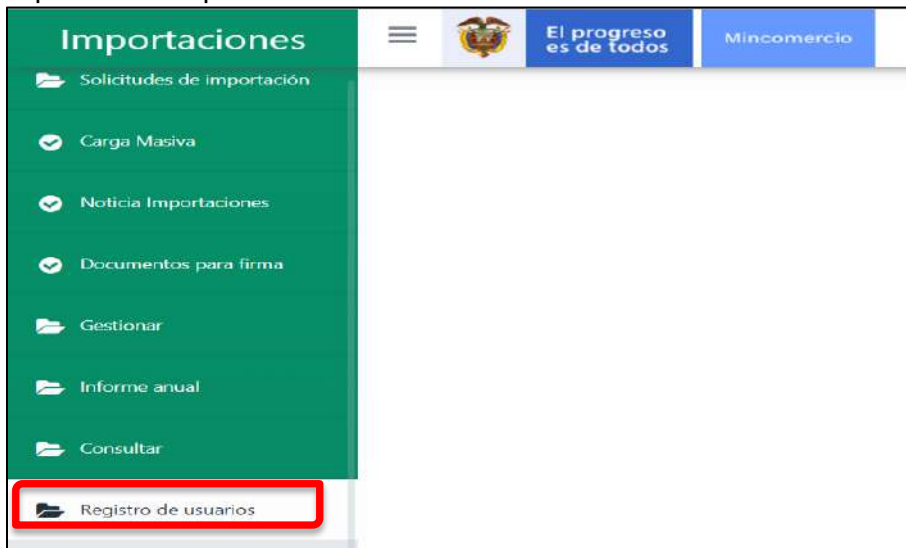 Importaciones
El progreso
es de todos
Mincomercio
Solicitudes de importación
Carga Masiva
Noticia Importaciones
Documentos para firma
Gestionar
Informe anual
Consultar
Registro de usuarios